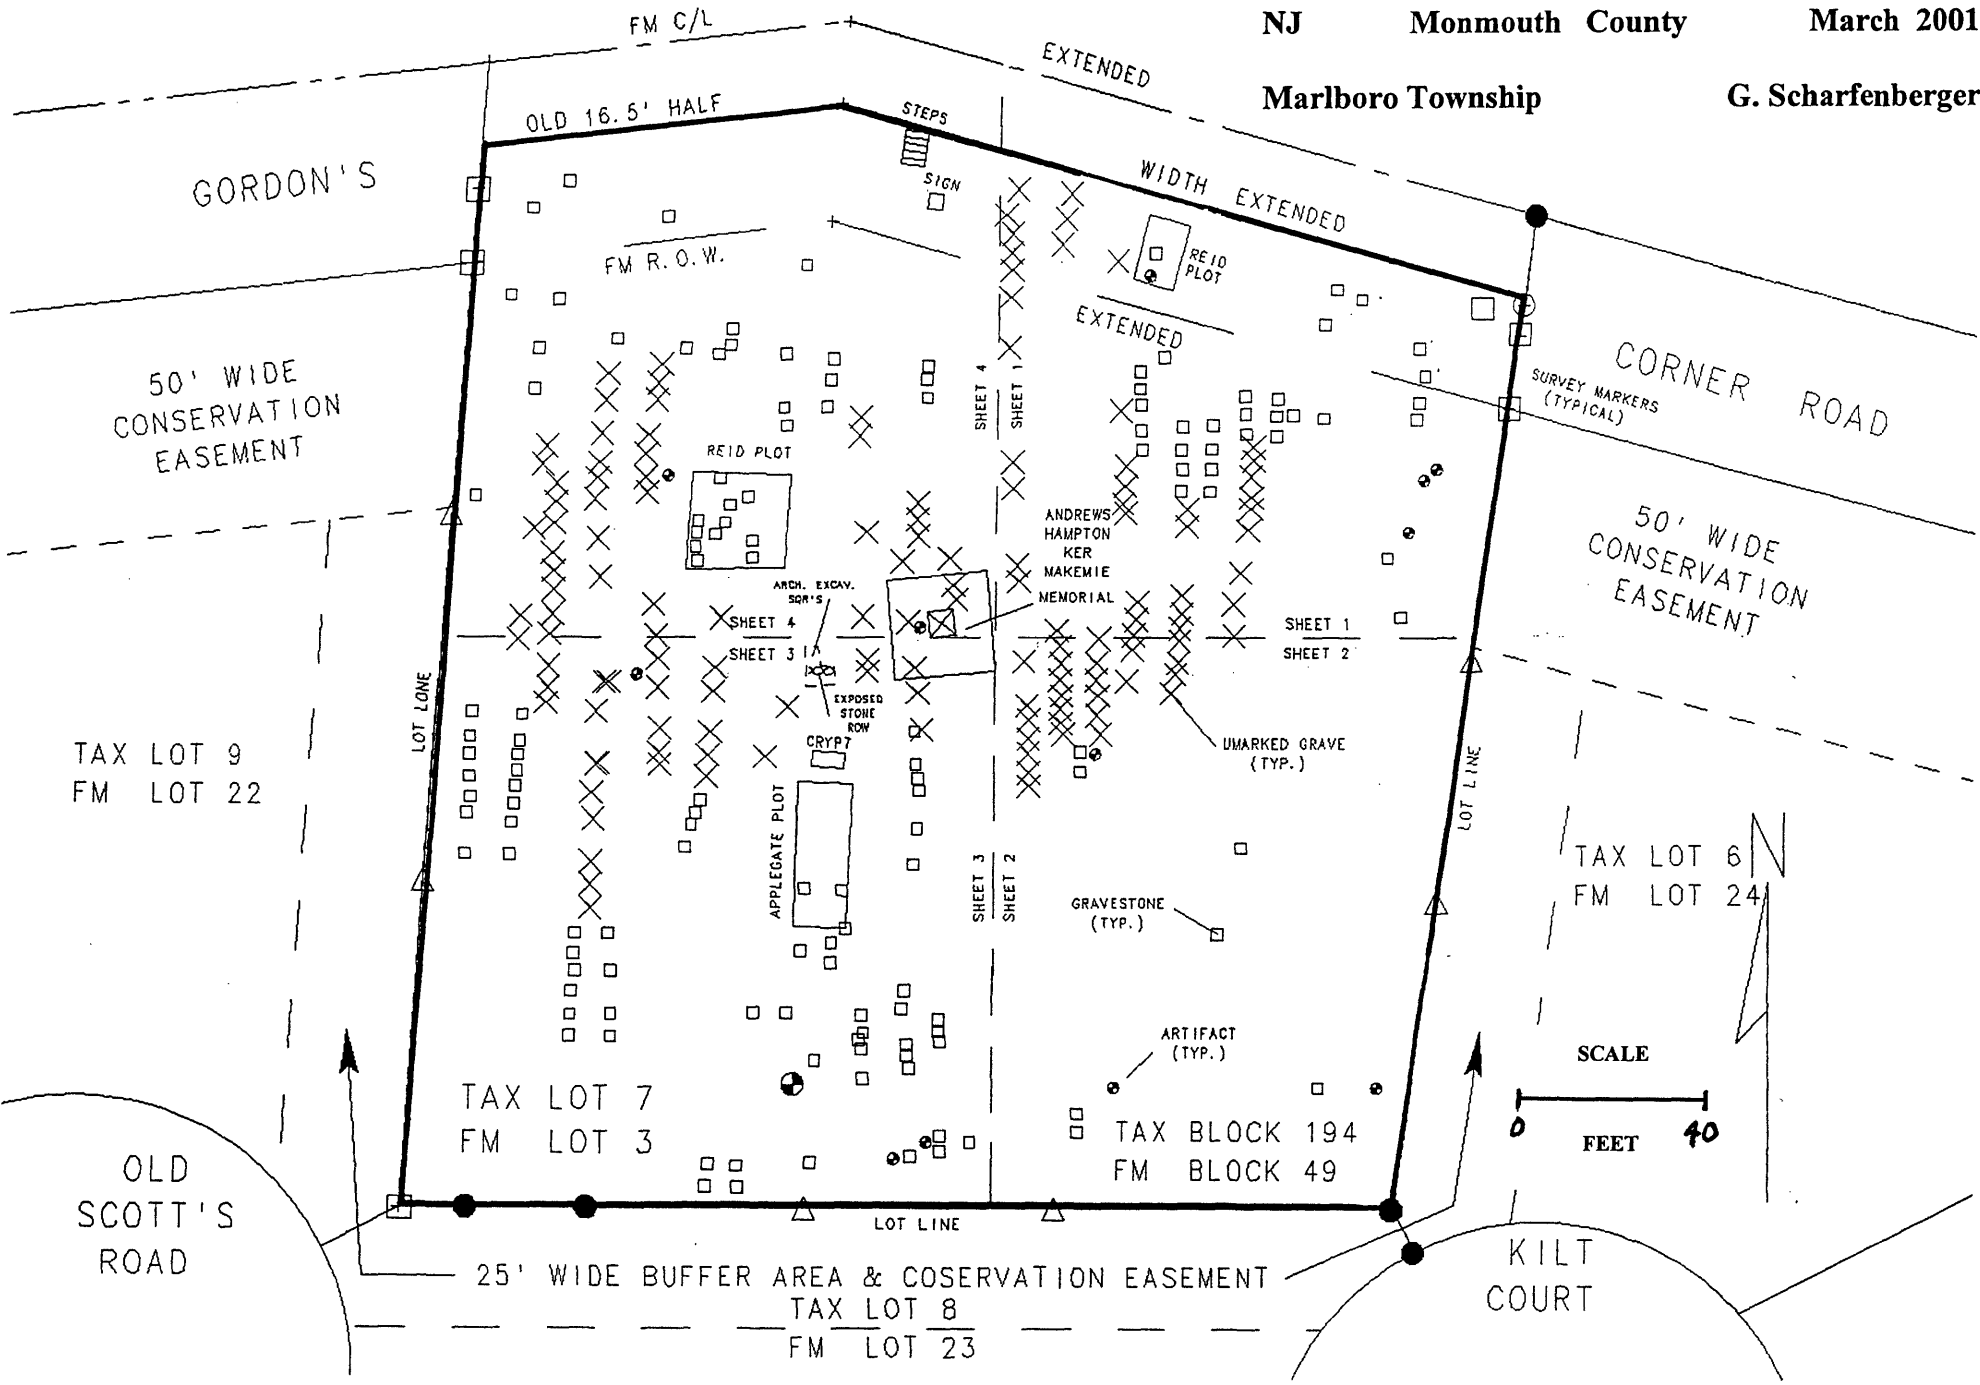 NJ Monmouth County March 2001
Marlboro Township G. Scharfenberger
FM C/L
EXTENDED
OLD 16.5' HALF
STEPS
WIDTH EXTENDED
GORDON'S
SIGN
FM R.O.W.
REID
PLOT
EXTENDED
CORNER ROAD
SURVEY MARKERS
(TYPICAL)
50' WIDE
CONSERVATION
EASEMENT
SHEET 4
SHEET 1
REID PLOT
ANDREWS
HAMPTON
KER
MAKEMIE
MEMORIAL
50' WIDE
CONSERVATION
EASEMENT
ARCH. EXCAV.
SQR'S
SHEET 4
SHEET 3
SHEET 1
SHEET 2
LOT LONE
EXPOSED
STONE
ROW
CRYPT
UMARKED GRAVE
(TYP.)
LOT LINE
TAX LOT 9
FM LOT 22
APPLEGATE PLOT
SHEET 3
SHEET 2
GRAVESTONE
(TYP.)
TAX LOT 6
FM LOT 24
N
ARTIFACT
(TYP.)
SCALE
0 40
FEET
TAX LOT 7
FM LOT 3
TAX BLOCK 194
FM BLOCK 49
OLD
SCOTT'S
ROAD
LOT LINE
KILT
COURT
25' WIDE BUFFER AREA & COSERVATION EASEMENT
TAX LOT 8
FM LOT 23